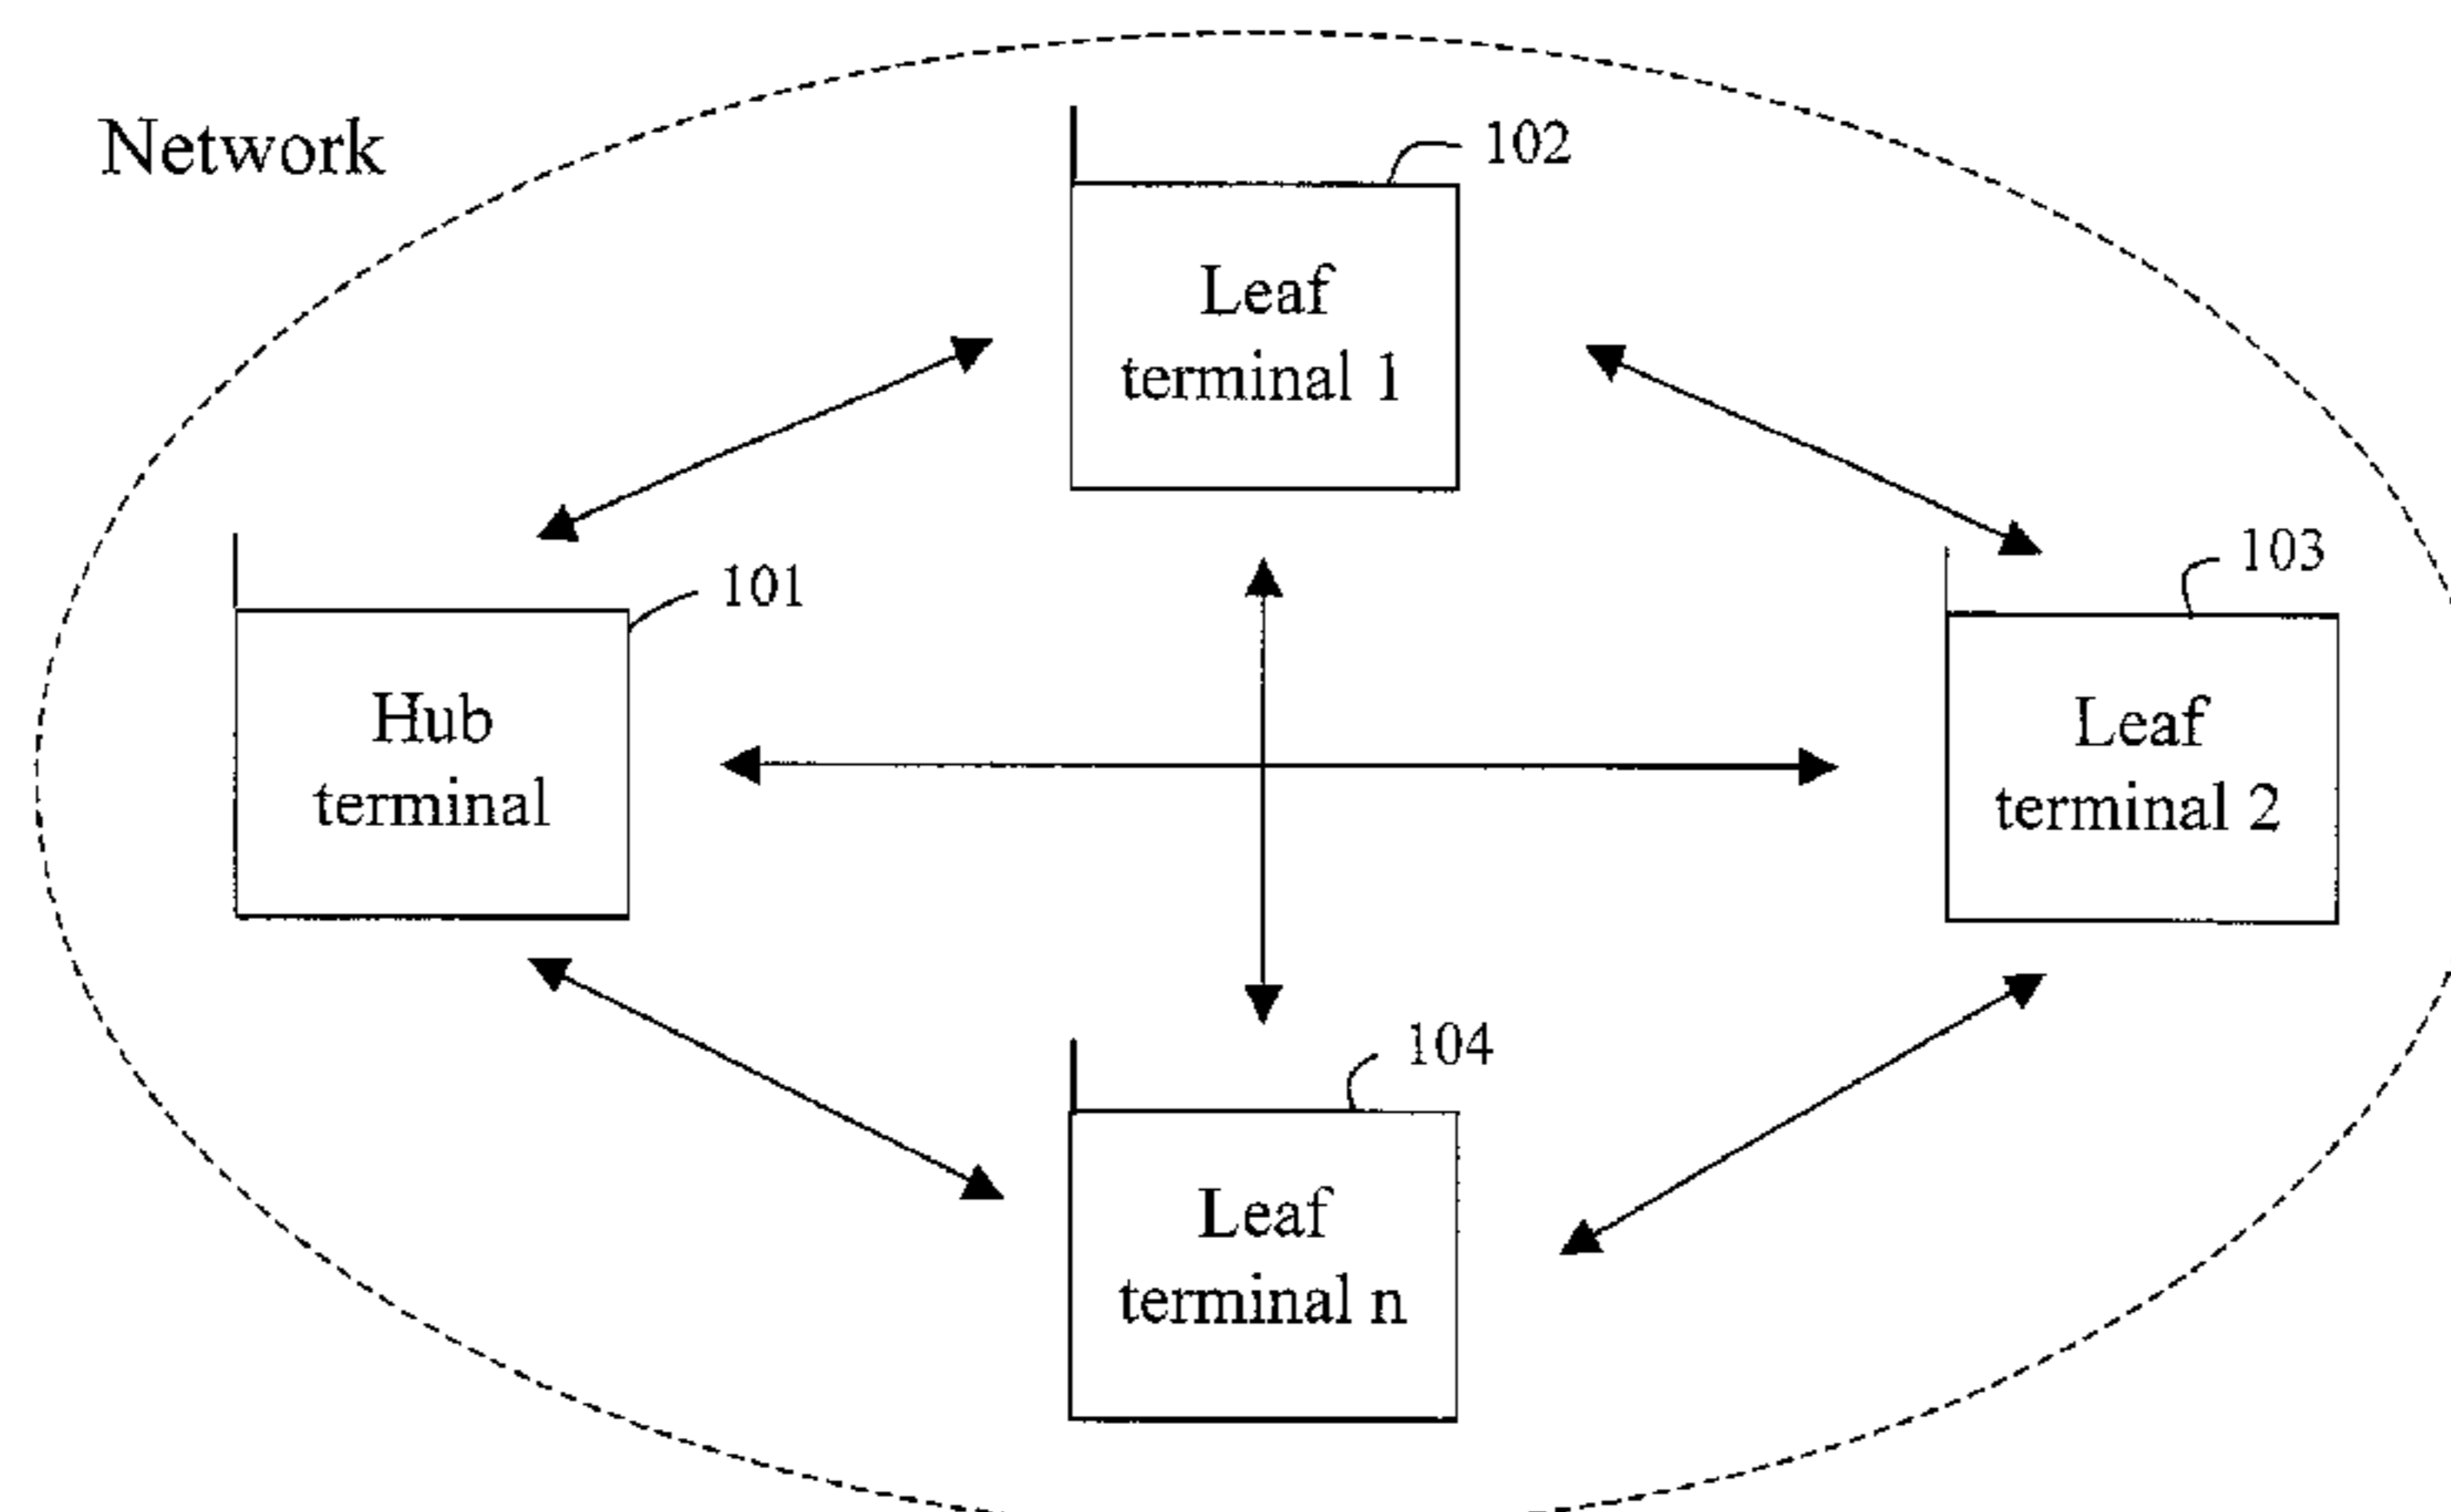 Network
102
Leaf
terminal 1
101
103
Hub
terminal
Leaf
terminal 2
104
Leaf
terminal n